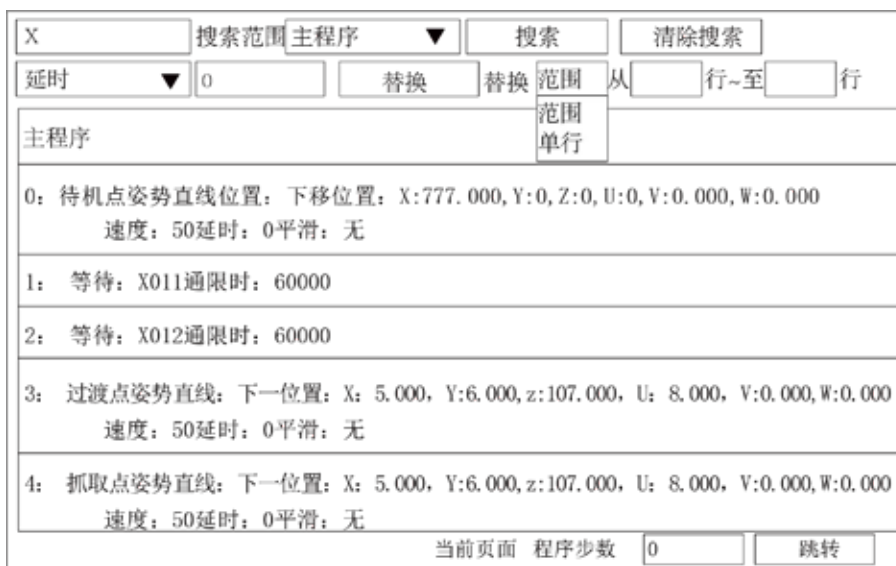 X 搜索范围 主程序 ▼ 搜索 清除搜索
延时 ▼ 0 替换 替换 范围 从 行~至 行
范围
单行
主程序
0：待机点姿势直线位置：下移位置：X:777.000,Y:0,Z:0,U:0,V:0.000,W:0.000
速度：50延时：0平滑：无
1： 等待：X011通限时：60000
2： 等待：X012通限时：60000
3： 过渡点姿势直线：下一位置：X：5.000，Y:6.000,z:107.000，U：8.000，V:0.000,W:0.000
速度：50延时：0平滑：无
4： 抓取点姿势直线：下一位置：X：5.000，Y:6.000,z:107.000，U：8.000，V:0.000,W:0.000
速度：50延时：0平滑：无
当前页面 程序步数 0 跳转